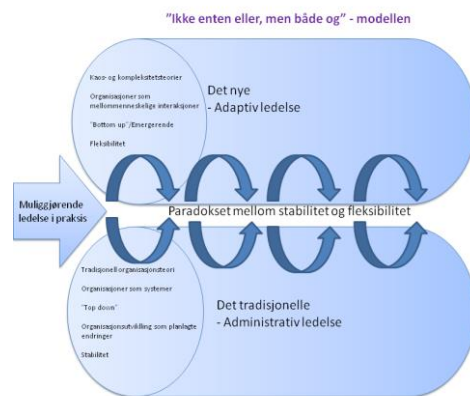 "Ikke enten eller, men både og" - modellen
Kaos- og kompleksitetsteorier
Organisasjoner som
mellommenneskelige interaksjoner
"Bottom up"/Emergerende
Fleksibilitet
Det nye
- Adaptiv ledelse
Muliggjørende
ledelse i praksis
Paradokset mellom stabilitet og fleksibilitet
Tradisjonell organisasjonsteori
Organisasjoner som systemer
"Top down"
Organisasjonsutvikling som planlagte
endringer
Stabilitet
Det tradisjonelle
- Administrativ ledelse